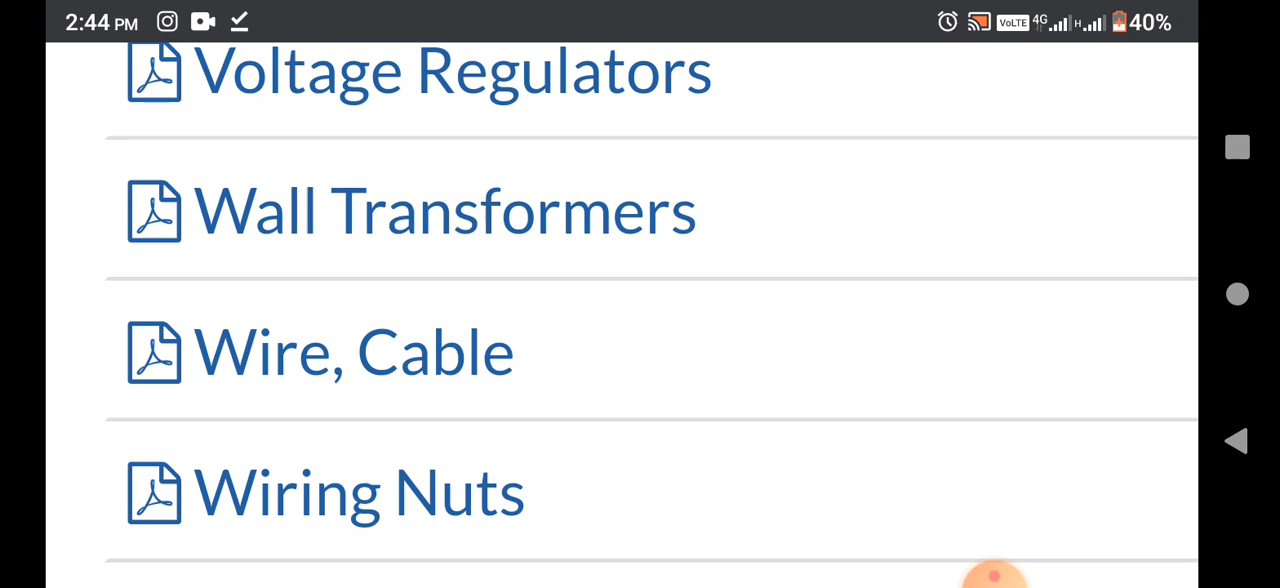 2:44 PM VoLTE 4G H 40%
Voltage Regulators
Wall Transformers
Wire, Cable
Wiring Nuts